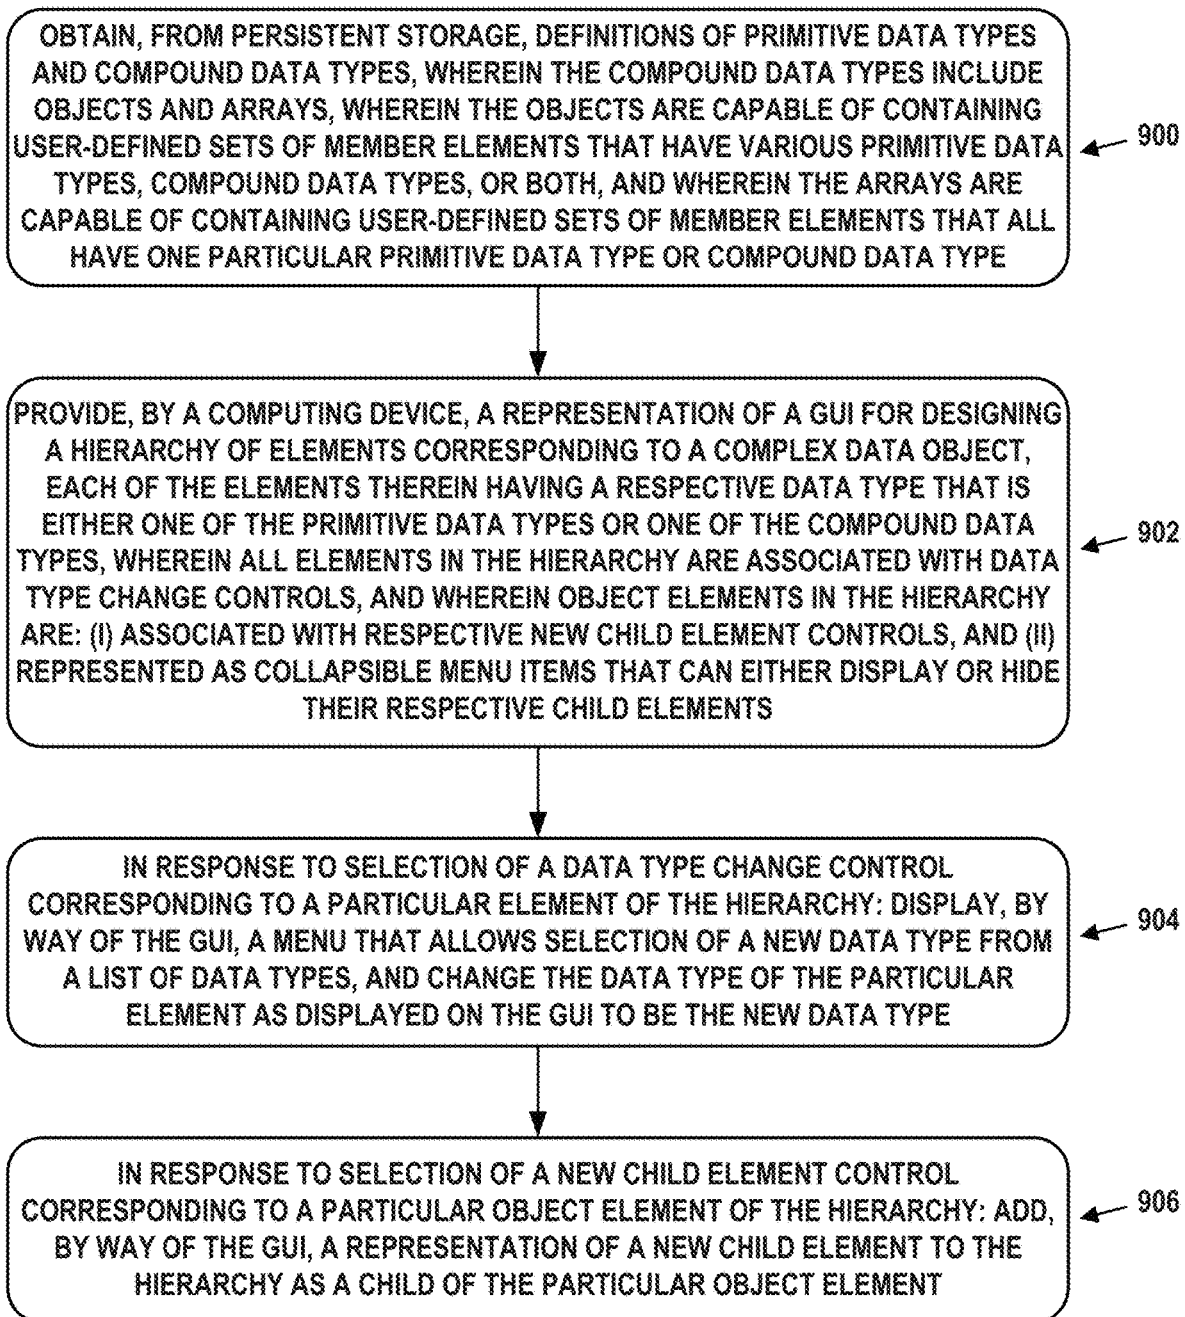 OBTAIN, FROM PERSISTENT STORAGE, DEFINITIONS OF PRIMITIVE DATA TYPES
AND COMPOUND DATA TYPES, WHEREIN THE COMPOUND DATA TYPES INCLUDE
OBJECTS AND ARRAYS, WHEREIN THE OBJECTS ARE CAPABLE OF CONTAINING
USER-DEFINED SETS OF MEMBER ELEMENTS THAT HAVE VARIOUS PRIMITIVE DATA
TYPES, COMPOUND DATA TYPES, OR BOTH, AND WHEREIN THE ARRAYS ARE
CAPABLE OF CONTAINING USER-DEFINED SETS OF MEMBER ELEMENTS THAT ALL
HAVE ONE PARTICULAR PRIMITIVE DATA TYPE OR COMPOUND DATA TYPE
900
PROVIDE, BY A COMPUTING DEVICE, A REPRESENTATION OF A GUI FOR DESIGNING
A HIERARCHY OF ELEMENTS CORRESPONDING TO A COMPLEX DATA OBJECT,
EACH OF THE ELEMENTS THEREIN HAVING A RESPECTIVE DATA TYPE THAT IS
EITHER ONE OF THE PRIMITIVE DATA TYPES OR ONE OF THE COMPOUND DATA
TYPES, WHEREIN ALL ELEMENTS IN THE HIERARCHY ARE ASSOCIATED WITH DATA
TYPE CHANGE CONTROLS, AND WHEREIN OBJECT ELEMENTS IN THE HIERARCHY
ARE: (I) ASSOCIATED WITH RESPECTIVE NEW CHILD ELEMENT CONTROLS, AND (II)
REPRESENTED AS COLLAPSIBLE MENU ITEMS THAT CAN EITHER DISPLAY OR HIDE
THEIR RESPECTIVE CHILD ELEMENTS
902
IN RESPONSE TO SELECTION OF A DATA TYPE CHANGE CONTROL
CORRESPONDING TO A PARTICULAR ELEMENT OF THE HIERARCHY: DISPLAY, BY
WAY OF THE GUI, A MENU THAT ALLOWS SELECTION OF A NEW DATA TYPE FROM
A LIST OF DATA TYPES, AND CHANGE THE DATA TYPE OF THE PARTICULAR
ELEMENT AS DISPLAYED ON THE GUI TO BE THE NEW DATA TYPE
904
IN RESPONSE TO SELECTION OF A NEW CHILD ELEMENT CONTROL
CORRESPONDING TO A PARTICULAR OBJECT ELEMENT OF THE HIERARCHY: ADD,
BY WAY OF THE GUI, A REPRESENTATION OF A NEW CHILD ELEMENT TO THE
HIERARCHY AS A CHILD OF THE PARTICULAR OBJECT ELEMENT
906